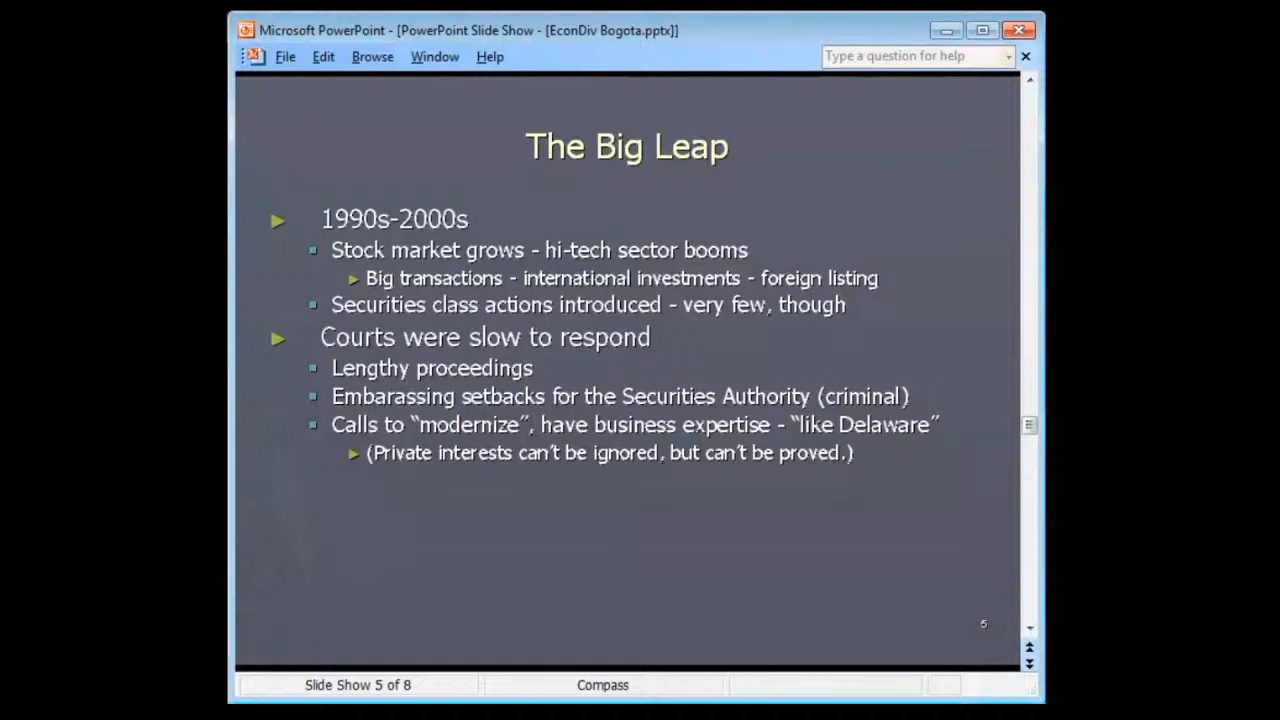 Microsoft PowerPoint - [PowerPoint Slide Show - [EconDiv Bogota.pptx]]
File Edit Browse Window Help Type a question for help
The Big Leap
1990s-2000s
Stock market grows - hi-tech sector booms
Big transactions - international investments - foreign listing
Securities class actions introduced - very few, though
Courts were slow to respond
Lengthy proceedings
Embarassing setbacks for the Securities Authority (criminal)
Calls to “modernize”, have business expertise - “like Delaware”
(Private interests can’t be ignored, but can’t be proved.)
5
Slide Show 5 of 8 Compass